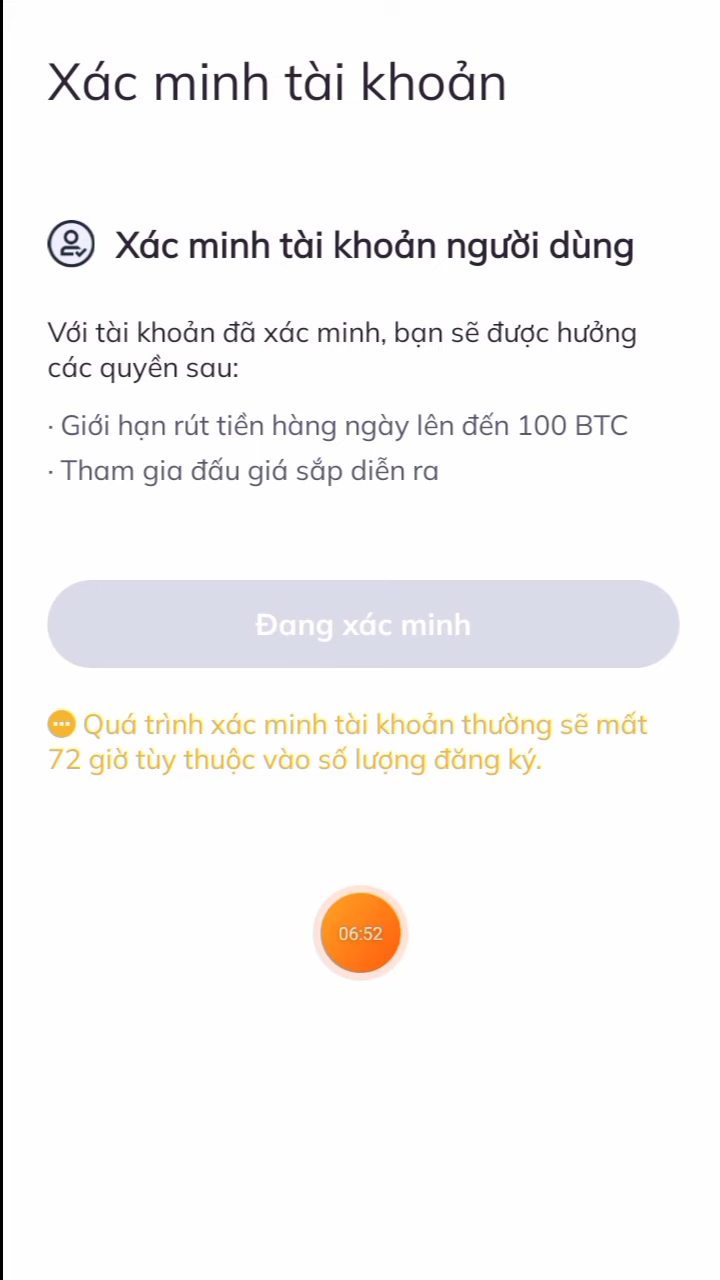 Xác minh tài khoản
Xác minh tài khoản người dùng
Với tài khoản đã xác minh, bạn sẽ được hưởng
các quyền sau:
· Giới hạn rút tiền hàng ngày lên đến 100 BTC
· Tham gia đấu giá sắp diễn ra
Đang xác minh
Quá trình xác minh tài khoản thường sẽ mất
72 giờ tùy thuộc vào số lượng đăng ký.
06:52